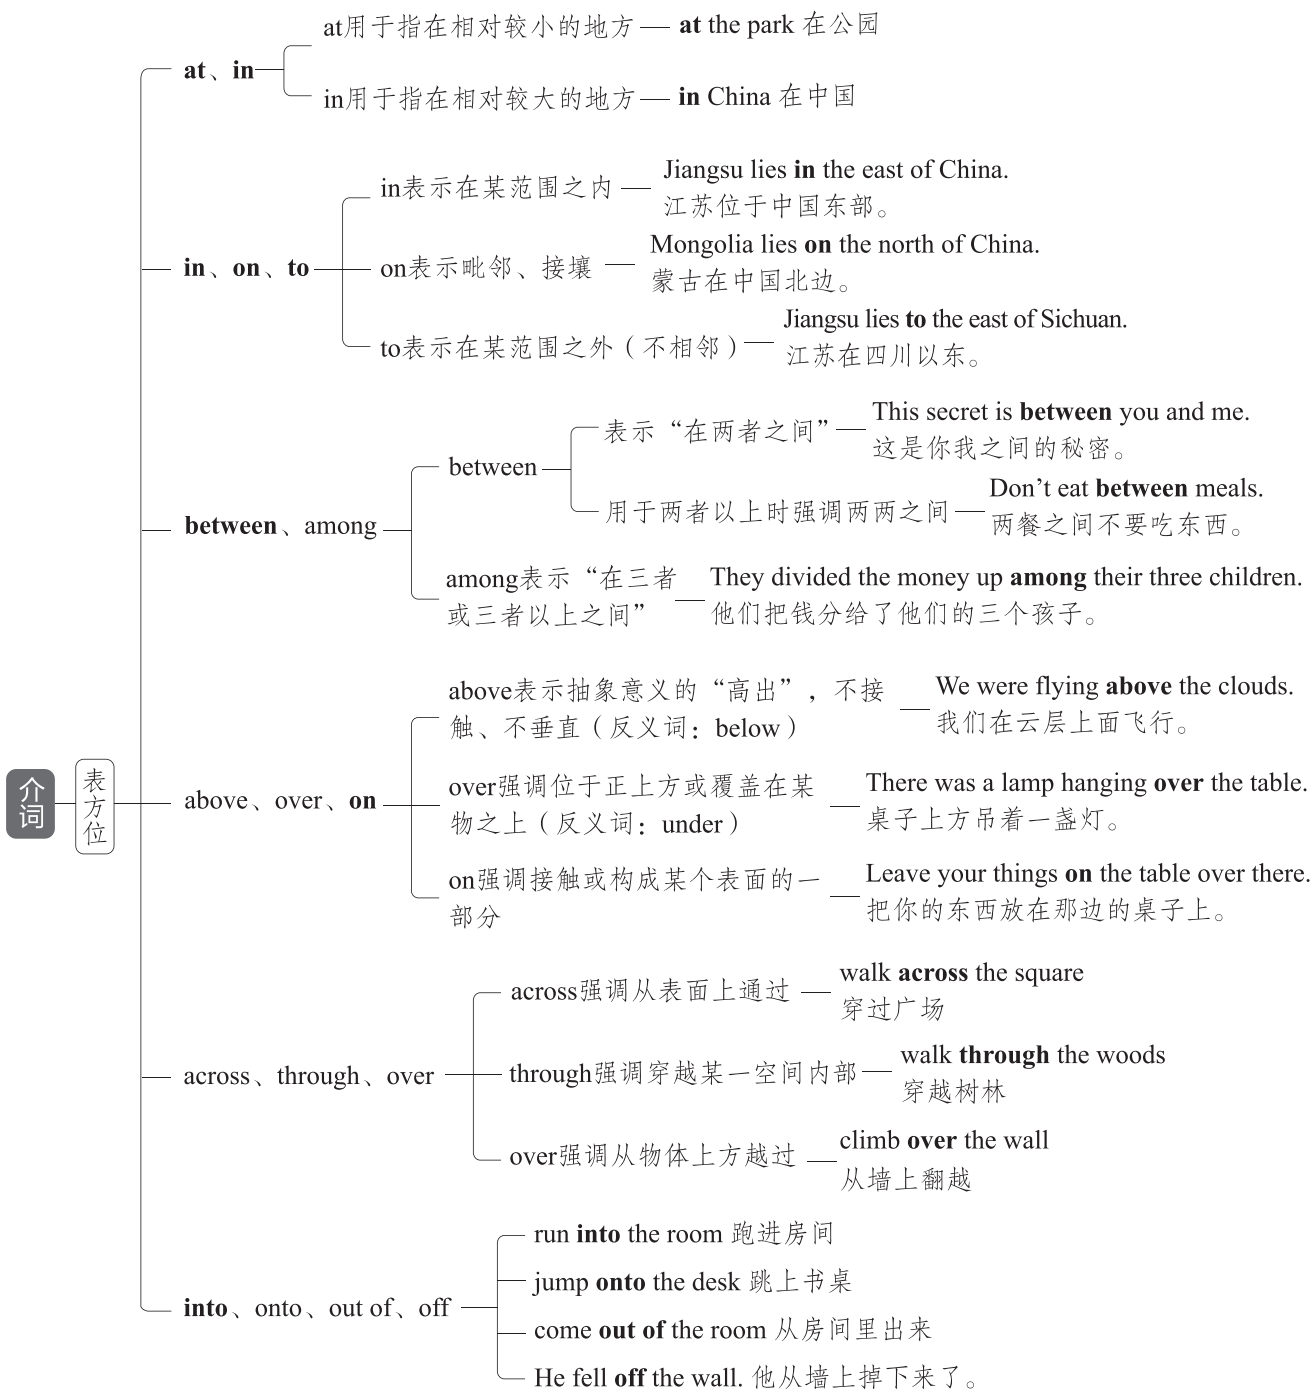 介词
表方位
at、in
at用于指在相对较小的地方
at the park 在公园
in用于指在相对较大的地方
in China 在中国
in、on、to
in表示在某范围之内
Jiangsu lies in the east of China.
江苏位于中国东部。
on表示毗邻、接壤
Mongolia lies on the north of China.
蒙古在中国北边。
to表示在某范围之外（不相邻）
Jiangsu lies to the east of Sichuan.
江苏在四川以东。
between、among
between
表示“在两者之间”
This secret is between you and me.
这是你我之间的秘密。
用于两者以上时强调两两之间
Don’t eat between meals.
两餐之间不要吃东西。
among表示“在三者
或三者以上之间”
They divided the money up among their three children.
他们把钱分给了他们的三个孩子。
above、over、on
above表示抽象意义的“高出”，不接
触、不垂直（反义词：below）
We were flying above the clouds.
我们在云层上面飞行。
over强调位于正上方或覆盖在某
物之上（反义词：under）
There was a lamp hanging over the table.
桌子上方吊着一盏灯。
on强调接触或构成某个表面的一
部分
Leave your things on the table over there.
把你的东西放在那边的桌子上。
across、through、over
across强调从表面上通过
walk across the square
穿过广场
through强调穿越某一空间内部
walk through the woods
穿越树林
over强调从物体上方越过
climb over the wall
从墙上翻越
into、onto、out of、off
run into the room 跑进房间
jump onto the desk 跳上书桌
come out of the room 从房间里出来
He fell off the wall. 他从墙上掉下来了。